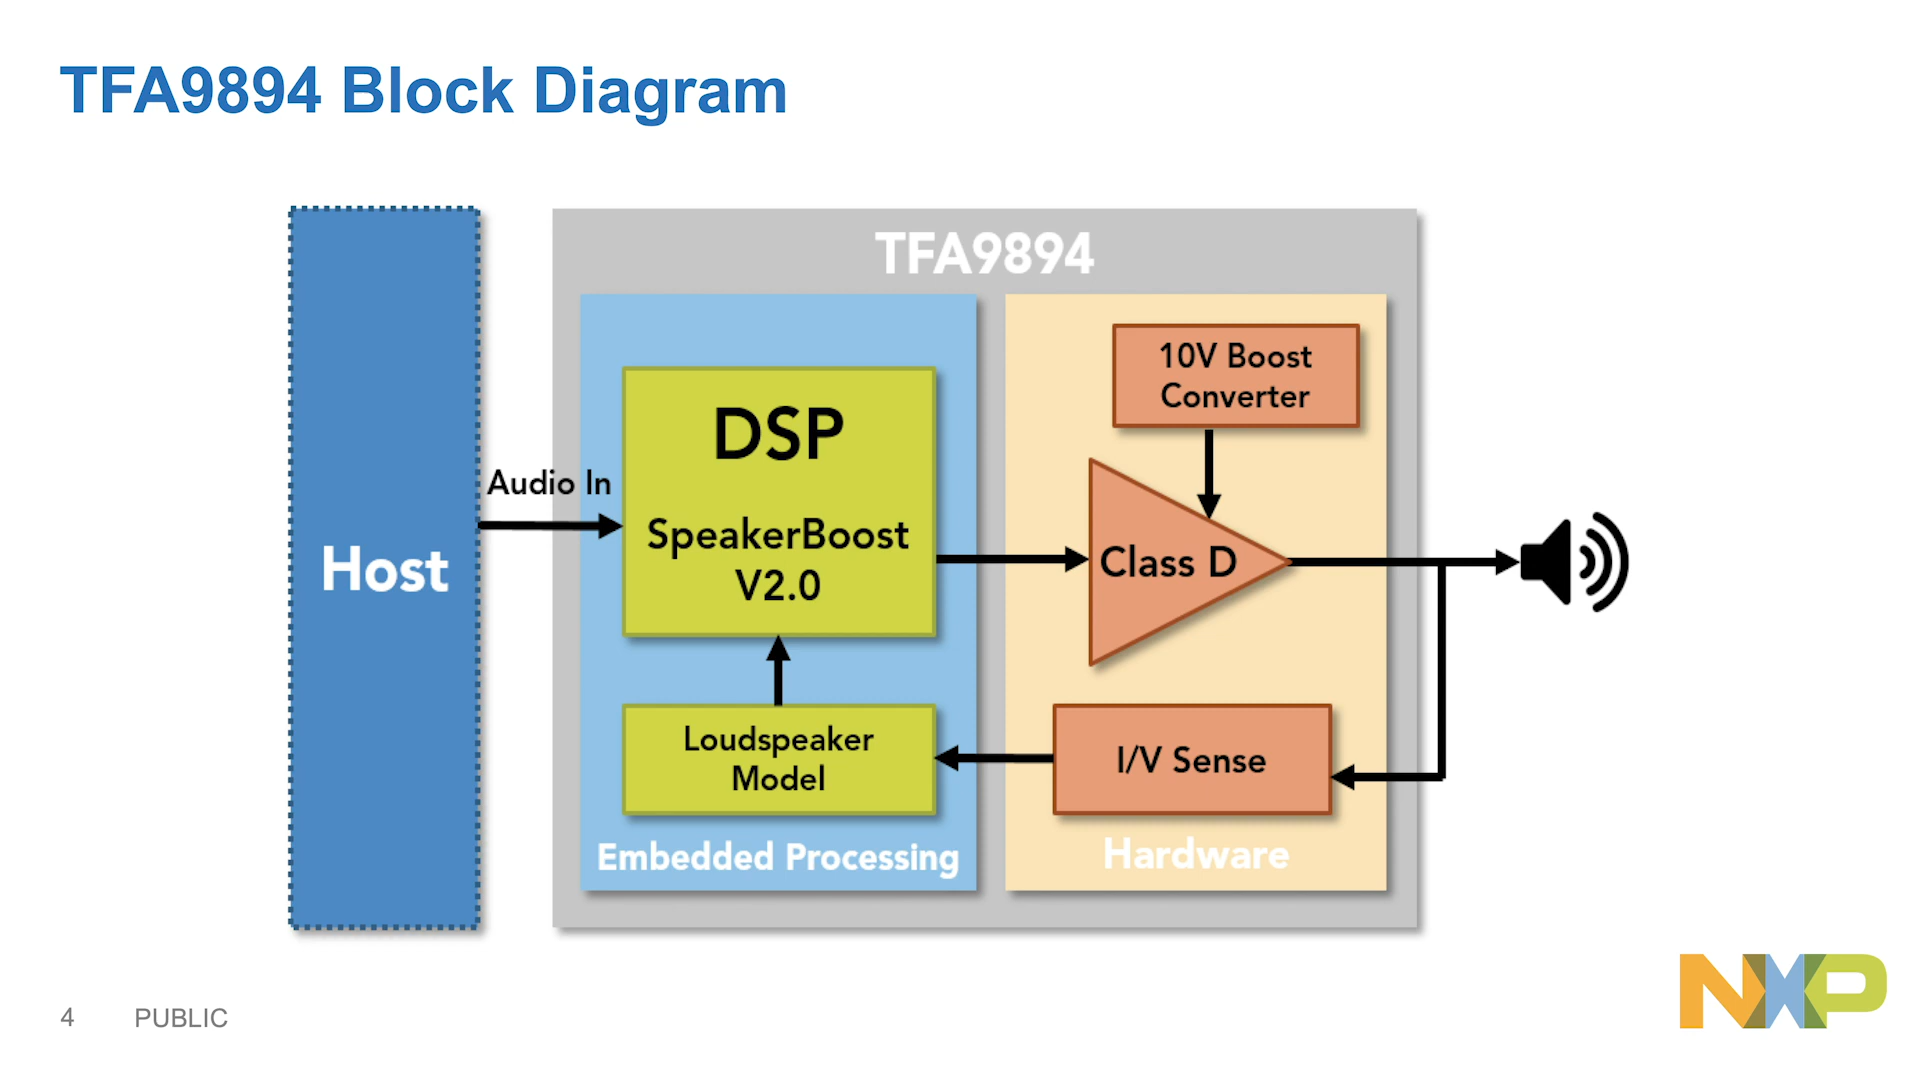 TFA9894 Block Diagram
TFA9894
Host
Audio In
DSP
SpeakerBoost
V2.0
Loudspeaker
Model
Embedded Processing
10V Boost
Converter
Class D
I/V Sense
Hardware
4 PUBLIC
NXP